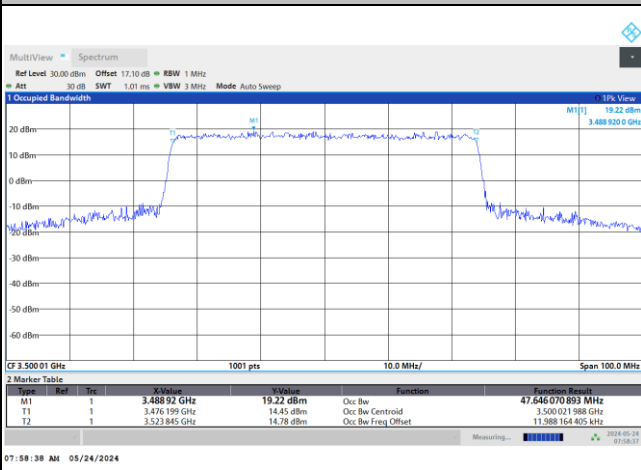 MultiView Spectrum
Ref Level 30.00 dBm Offset 17.10 dB RBW 1 MHz
Att 30 dB SWT 1.01 ms VBW 3 MHz Mode Auto Sweep
1 Occupied Bandwidth 1Pk View
M1[1] 19.22 dBm
3.488 920 0 GHz
M1
T1 T2
20 dBm
10 dBm
0 dBm
-10 dBm
-20 dBm
-30 dBm
-40 dBm
-50 dBm
-60 dBm
CF 3.500 01 GHz 1001 pts 10.0 MHz/ Span 100.0 MHz
2 Marker Table
Type Ref Trc X-Value Y-Value Function Function Result
M1 1 3.488 92 GHz 19.22 dBm Occ Bw 47.646 070 893 MHz
T1 1 3.476 199 GHz 14.45 dBm Occ Bw Centroid 3.500 021 988 GHz
T2 1 3.523 845 GHz 14.78 dBm Occ Bw Freq Offset 11.988 164 405 kHz
Measuring... 2024-05-24
07:58:37
07:58:38 AM 05/24/2024